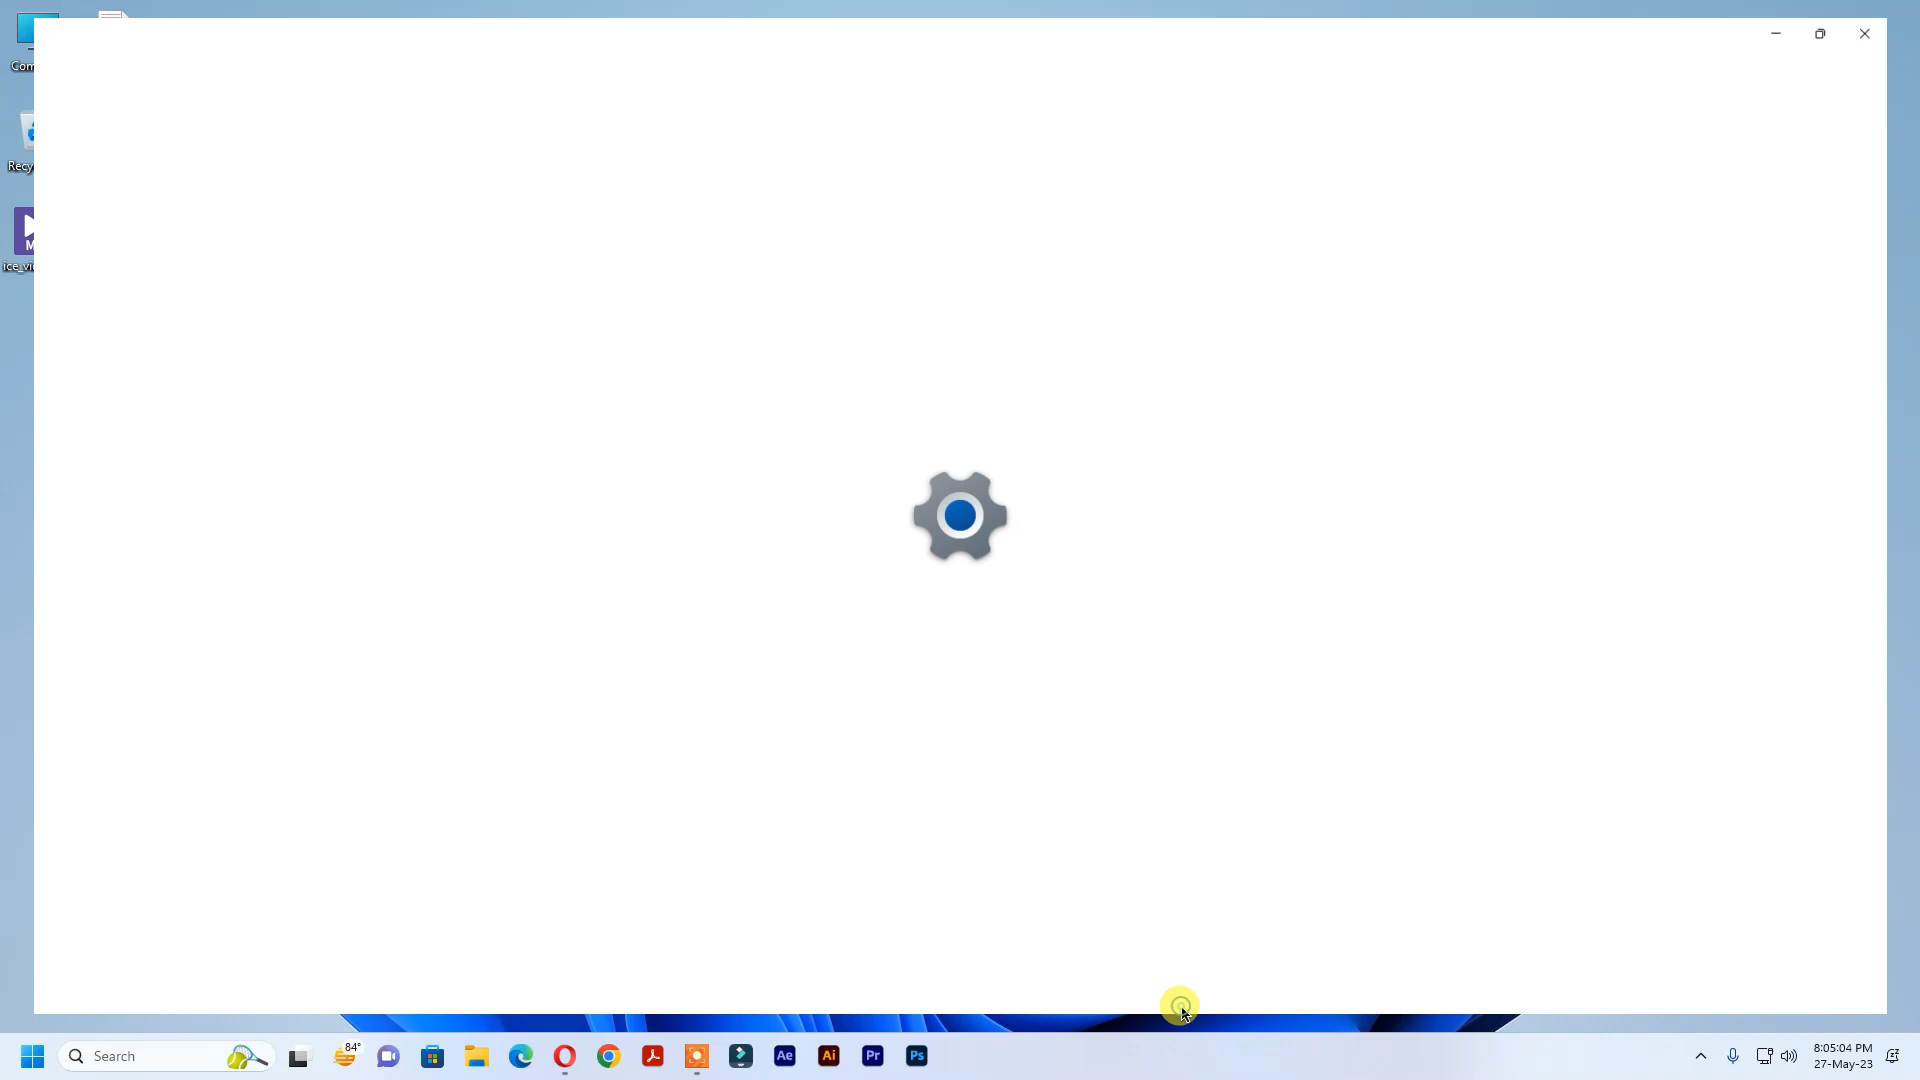 Com
Recy
M
ice_vi
Search
84°
Ae
Ai
Pr
Ps
8:05:04 PM
27-May-23